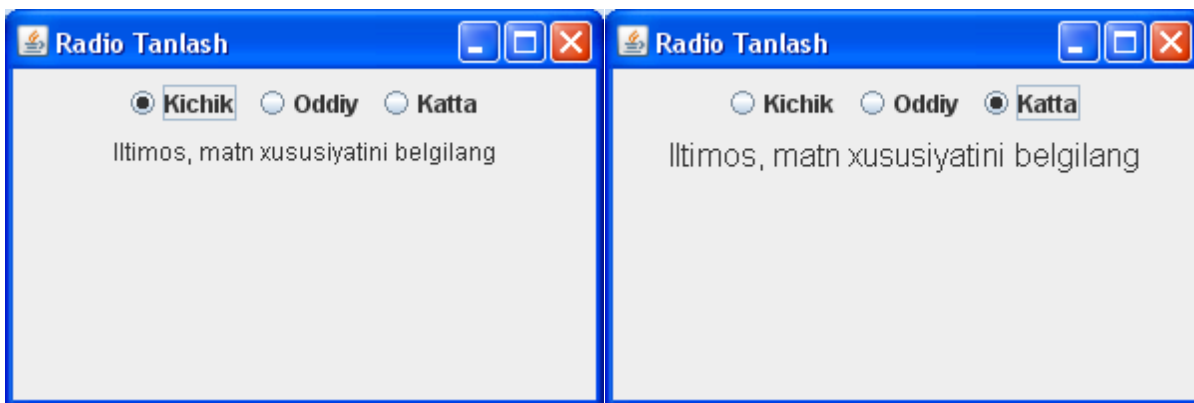 Radio Tanlash
Kichik Oddiy Katta
Iltimos, matn xususiyatini belgilang
Radio Tanlash
Kichik Oddiy Katta
Iltimos, matn xususiyatini belgilang